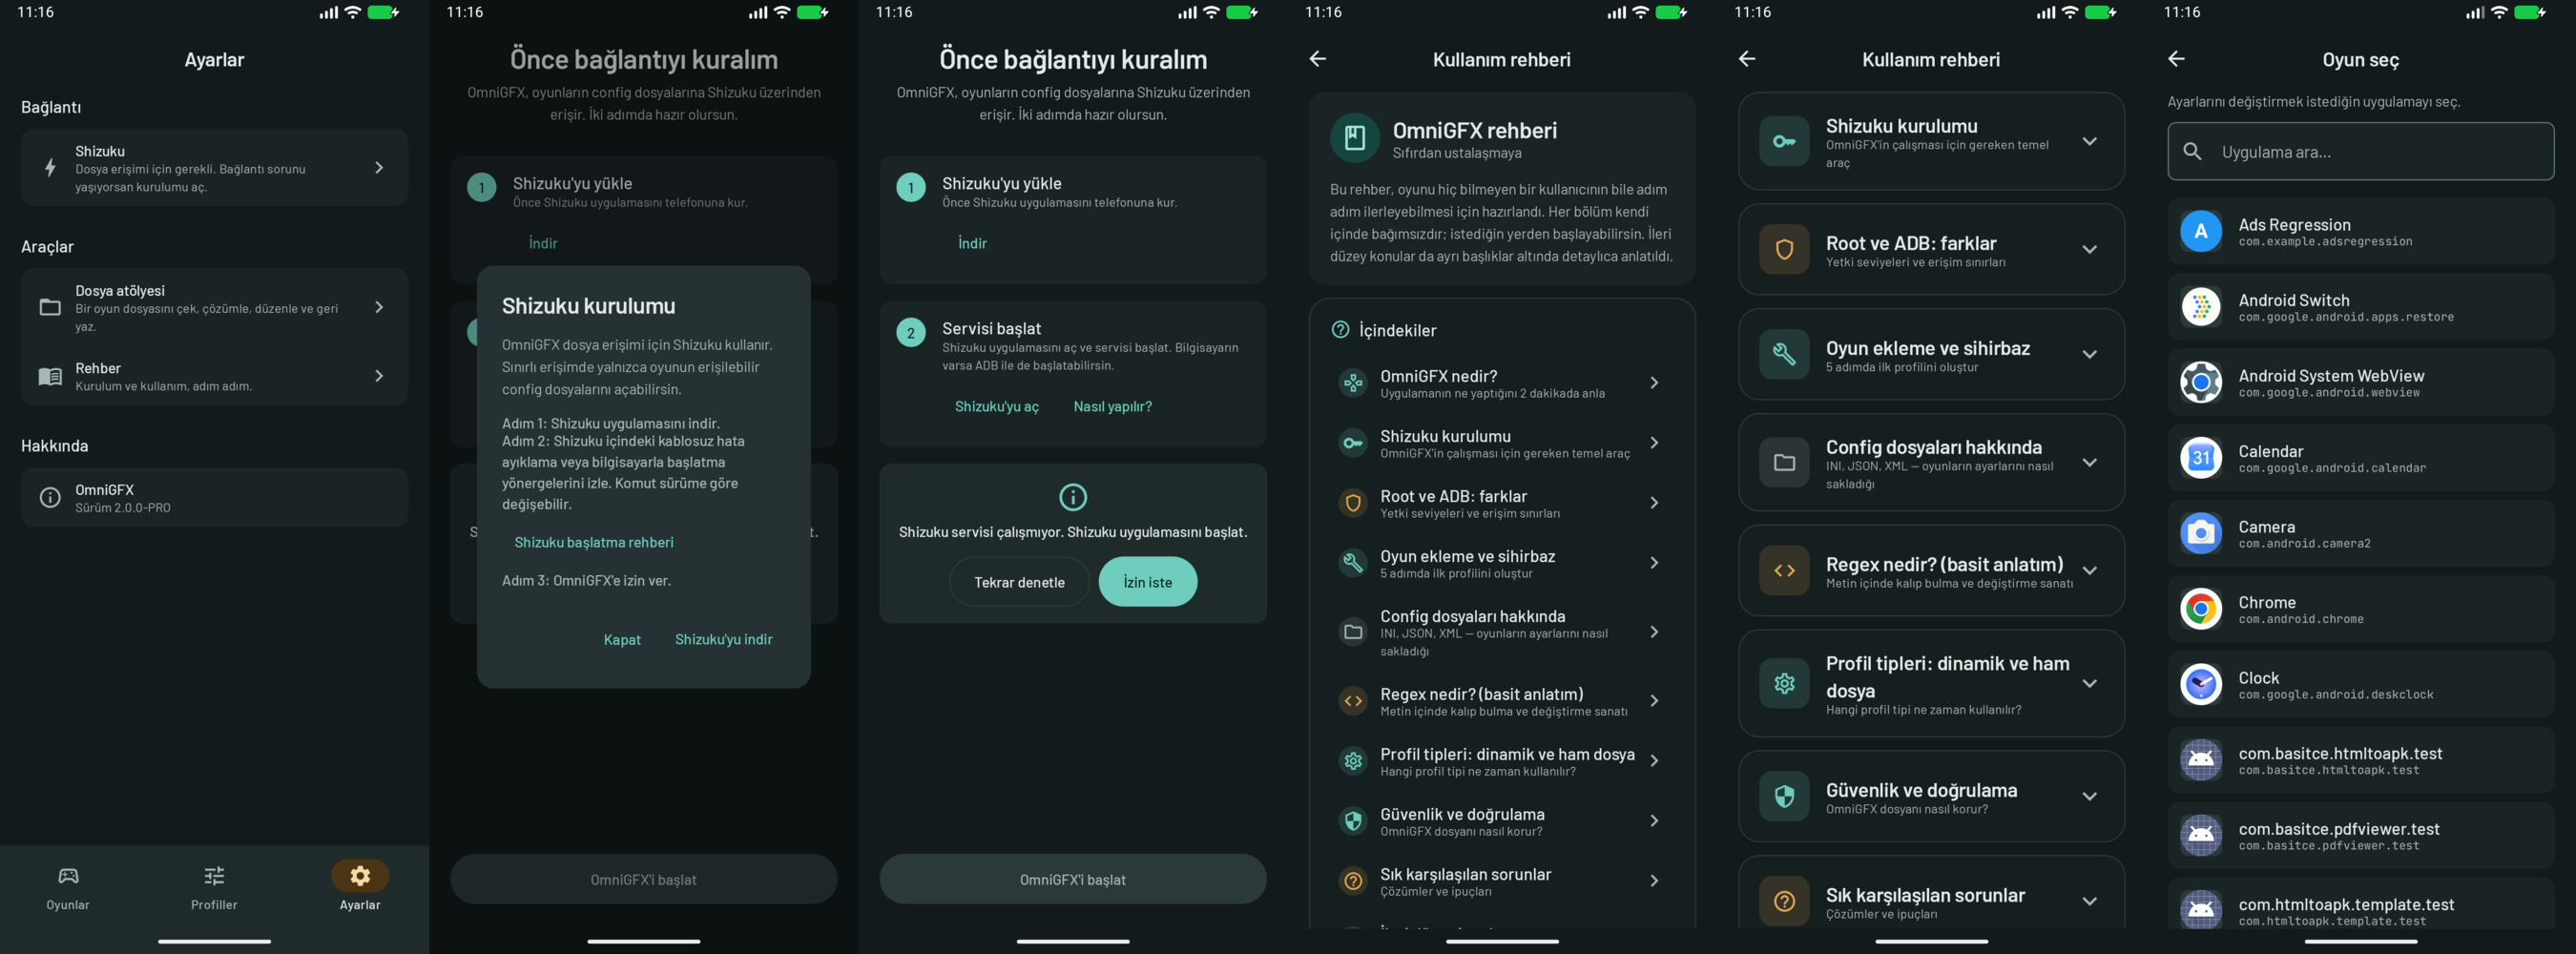 11:16
Ayarlar
Bağlantı
Shizuku
Dosya erişimi için gerekli. Bağlantı sorunu
yaşıyorsan kurulumu aç.
Araçlar
Dosya atölyesi
Bir oyun dosyasını çek, çözümle, düzenle ve geri
yaz.
Rehber
Kurulum ve kullanım, adım adım.
Hakkında
OmniGFX
Sürüm 2.0.0-PRO
Oyunlar
Profiller
Ayarlar
11:16
Önce bağlantıyı kuralım
OmniGFX, oyunların config dosyalarına Shizuku üzerinden
erişir. İki adımda hazır olursun.
1
Shizuku'yu yükle
Önce Shizuku uygulamasını telefonuna kur.
İndir
Shizuku kurulumu
OmniGFX dosya erişimi için Shizuku kullanır.
Sınırlı erişimde yalnızca oyunun erişilebilir
config dosyalarını açabilirsin.
Adım 1: Shizuku uygulamasını indir.
Adım 2: Shizuku içindeki kablosuz hata
ayıklama veya bilgisayarla başlatma
yönergelerini izle. Komut sürüme göre
değişebilir.
S
t.
Shizuku başlatma rehberi
Adım 3: OmniGFX'e izin ver.
Kapat
Shizuku'yu indir
OmniGFX'i başlat
11:16
Önce bağlantıyı kuralım
OmniGFX, oyunların config dosyalarına Shizuku üzerinden
erişir. İki adımda hazır olursun.
1
Shizuku'yu yükle
Önce Shizuku uygulamasını telefonuna kur.
İndir
2
Servisi başlat
Shizuku uygulamasını aç ve servisi başlat. Bilgisayarın
varsa ADB ile de başlatabilirsin.
Shizuku'yu aç
Nasıl yapılır?
Shizuku servisi çalışmıyor. Shizuku uygulamasını başlat.
Tekrar denetle
İzin iste
OmniGFX'i başlat
11:16
Kullanım rehberi
OmniGFX rehberi
Sıfırdan ustalaşmaya
Bu rehber, oyunu hiç bilmeyen bir kullanıcının bile adım
adım ilerleyebilmesi için hazırlandı. Her bölüm kendi
içinde bağımsızdır; istediğin yerden başlayabilirsin. İleri
düzey konular da ayrı başlıklar altında detaylıca anlatıldı.
İçindekiler
OmniGFX nedir?
Uygulamanın ne yaptığını 2 dakikada anla
Shizuku kurulumu
OmniGFX'in çalışması için gereken temel araç
Root ve ADB: farklar
Yetki seviyeleri ve erişim sınırları
Oyun ekleme ve sihirbaz
5 adımda ilk profilini oluştur
Config dosyaları hakkında
INI, JSON, XML — oyunların ayarlarını nasıl
sakladığı
Regex nedir? (basit anlatım)
Metin içinde kalıp bulma ve değiştirme sanatı
Profil tipleri: dinamik ve ham dosya
Hangi profil tipi ne zaman kullanılır?
Güvenlik ve doğrulama
OmniGFX dosyanı nasıl korur?
Sık karşılaşılan sorunlar
Çözümler ve ipuçları
11:16
Kullanım rehberi
Shizuku kurulumu
OmniGFX'in çalışması için gereken temel
araç
Root ve ADB: farklar
Yetki seviyeleri ve erişim sınırları
Oyun ekleme ve sihirbaz
5 adımda ilk profilini oluştur
Config dosyaları hakkında
INI, JSON, XML — oyunların ayarlarını nasıl
sakladığı
Regex nedir? (basit anlatım)
Metin içinde kalıp bulma ve değiştirme sanatı
Profil tipleri: dinamik ve ham
dosya
Hangi profil tipi ne zaman kullanılır?
Güvenlik ve doğrulama
OmniGFX dosyanı nasıl korur?
Sık karşılaşılan sorunlar
Çözümler ve ipuçları
11:16
Oyun seç
Ayarlarını değiştirmek istediğin uygulamayı seç.
Uygulama ara...
A
Ads Regression
com.example.adsregression
Android Switch
com.google.android.apps.restore
Android System WebView
com.google.android.webview
31
Calendar
com.google.android.calendar
Camera
com.android.camera2
Chrome
com.android.chrome
Clock
com.google.android.deskclock
com.basitce.htmltoapk.test
com.basitce.htmltoapk.test
com.basitce.pdfviewer.test
com.basitce.pdfviewer.test
com.htmltoapk.template.test
com.htmltoapk.template.test